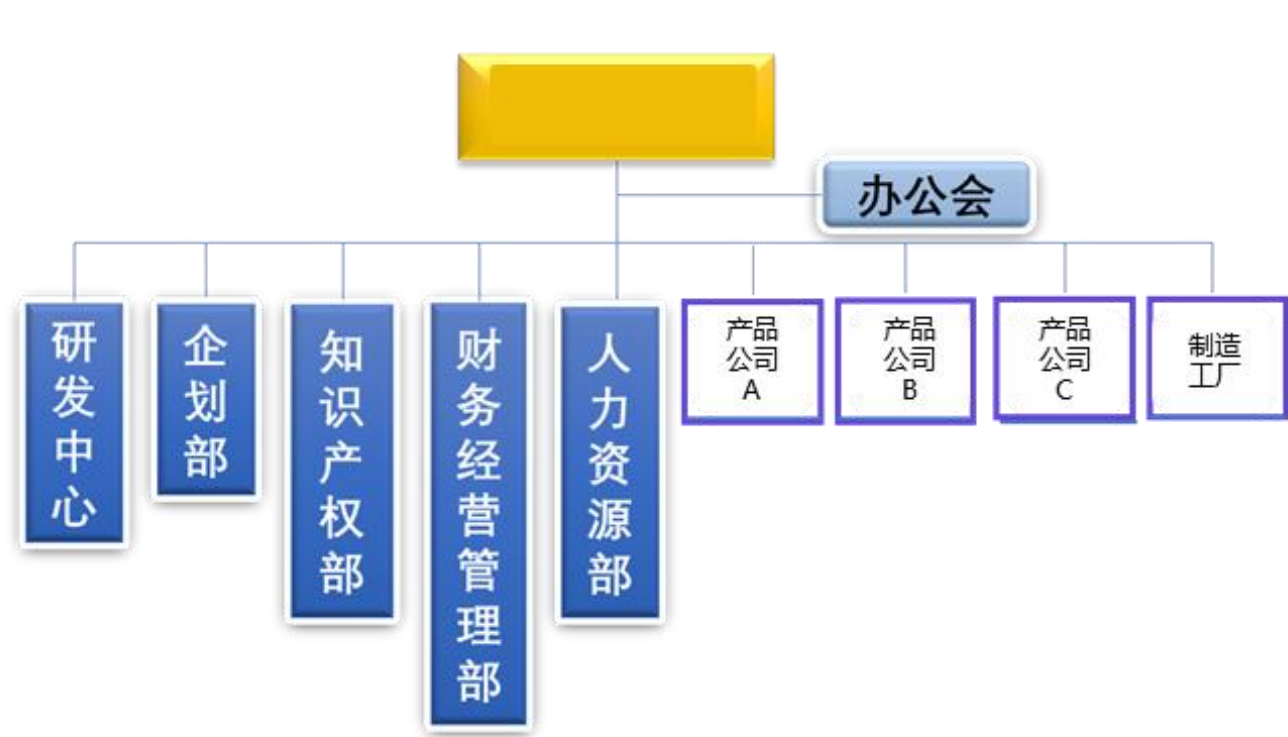 办公会
研发中心
企划部
知识产权部
财务经营管理部
人力资源部
产品
公司
A
产品
公司
B
产品
公司
C
制造
工厂